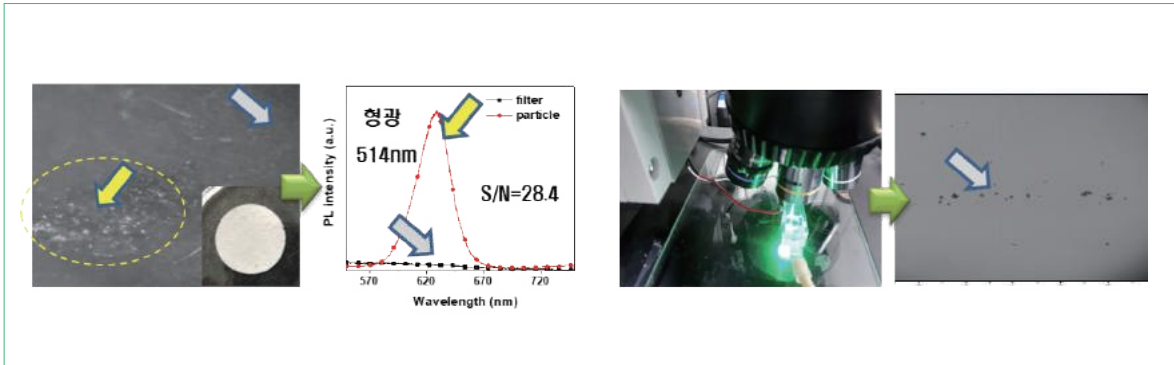 filter
particle
형광
514nm
S/N=28.4
PL intensity (a.u.)
570
620
670
720
Wavelength (nm)